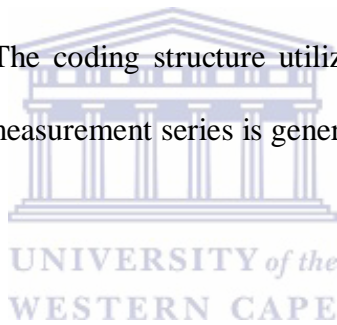 The coding structure utiliz
measurement series is gener
UNIVERSITY of the
WESTERN CAPE